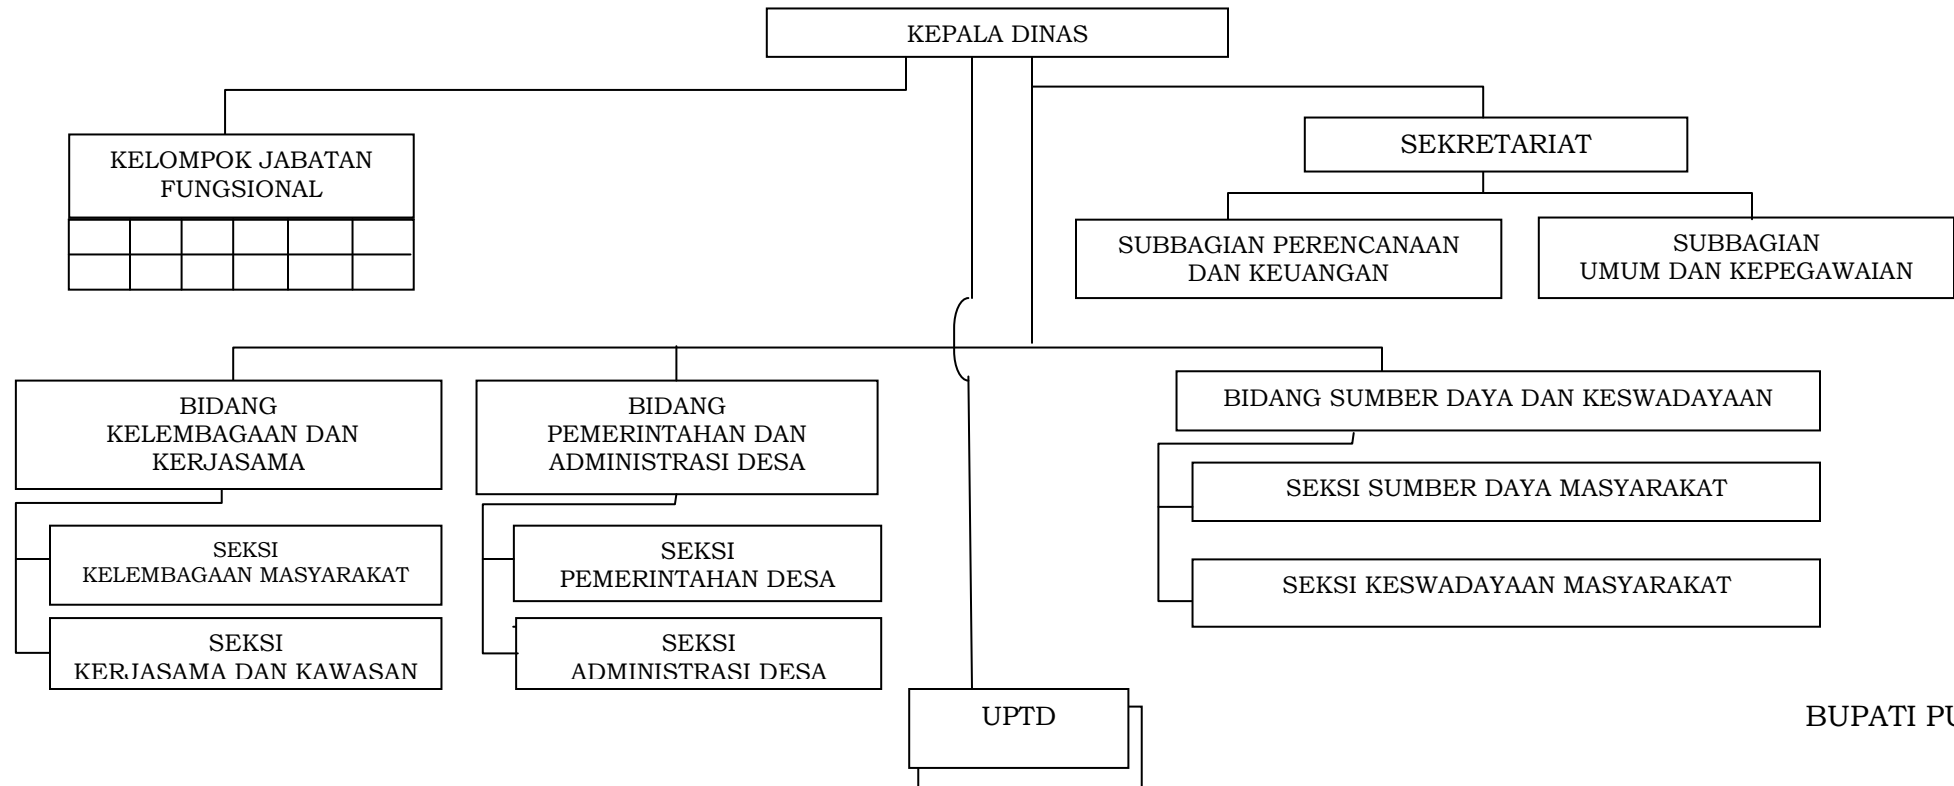 KEPALA DINAS
KELOMPOK JABATAN
FUNGSIONAL
SEKRETARIAT
SUBBAGIAN PERENCANAAN
DAN KEUANGAN
SUBBAGIAN
UMUM DAN KEPEGAWAIAN
BIDANG
KELEMBAGAAN DAN
KERJASAMA
BIDANG
PEMERINTAHAN DAN
ADMINISTRASI DESA
BIDANG SUMBER DAYA DAN KESWADAYAAN
SEKSI
KELEMBAGAAN MASYARAKAT
SEKSI
KERJASAMA DAN KAWASAN
SEKSI
PEMERINTAHAN DESA
SEKSI
ADMINISTRASI DESA
SEKSI SUMBER DAYA MASYARAKAT
SEKSI KESWADAYAAN MASYARAKAT
UPTD
BUPATI PU